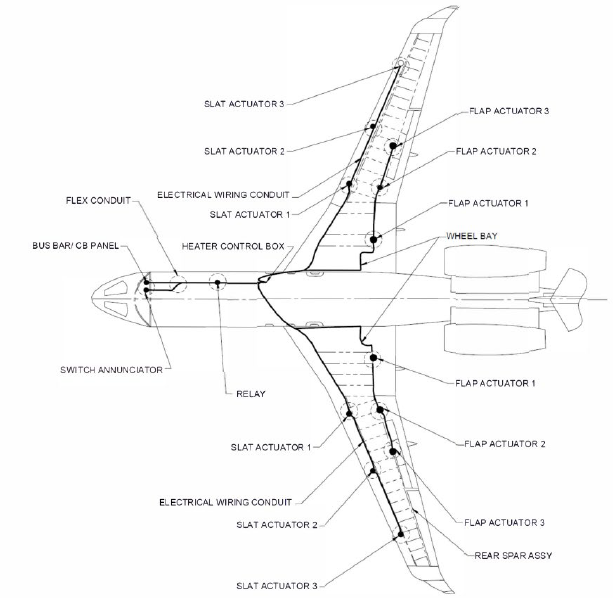 SLAT ACTUATOR 3
FLAP ACTUATOR 3
SLAT ACTUATOR 2
FLAP ACTUATOR 2
ELECTRICAL WIRING CONDUIT
FLEX CONDUIT
SLAT ACTUATOR 1
FLAP ACTUATOR 1
BUS BAR/ CB PANEL
HEATER CONTROL BOX
WHEEL BAY
SWITCH ANNUNCIATOR
RELAY
FLAP ACTUATOR 1
SLAT ACTUATOR 1
FLAP ACTUATOR 2
ELECTRICAL WIRING CONDUIT
SLAT ACTUATOR 2
FLAP ACTUATOR 3
REAR SPAR ASSY
SLAT ACTUATOR 3